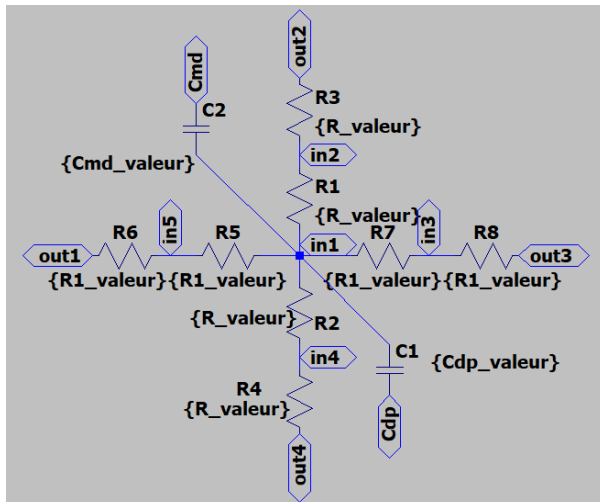 out2
Cmd
C2
R3
{R_valeur}
{Cmd_valeur}
in2
R1
{R_valeur}
in5
in3
R6
R5
in1
R7
R8
out1
out3
{R1_valeur}
{R1_valeur}
{R1_valeur}
{R1_valeur}
{R_valeur}
R2
in4
C1
{Cdp_valeur}
R4
{R_valeur}
Cdp
out4